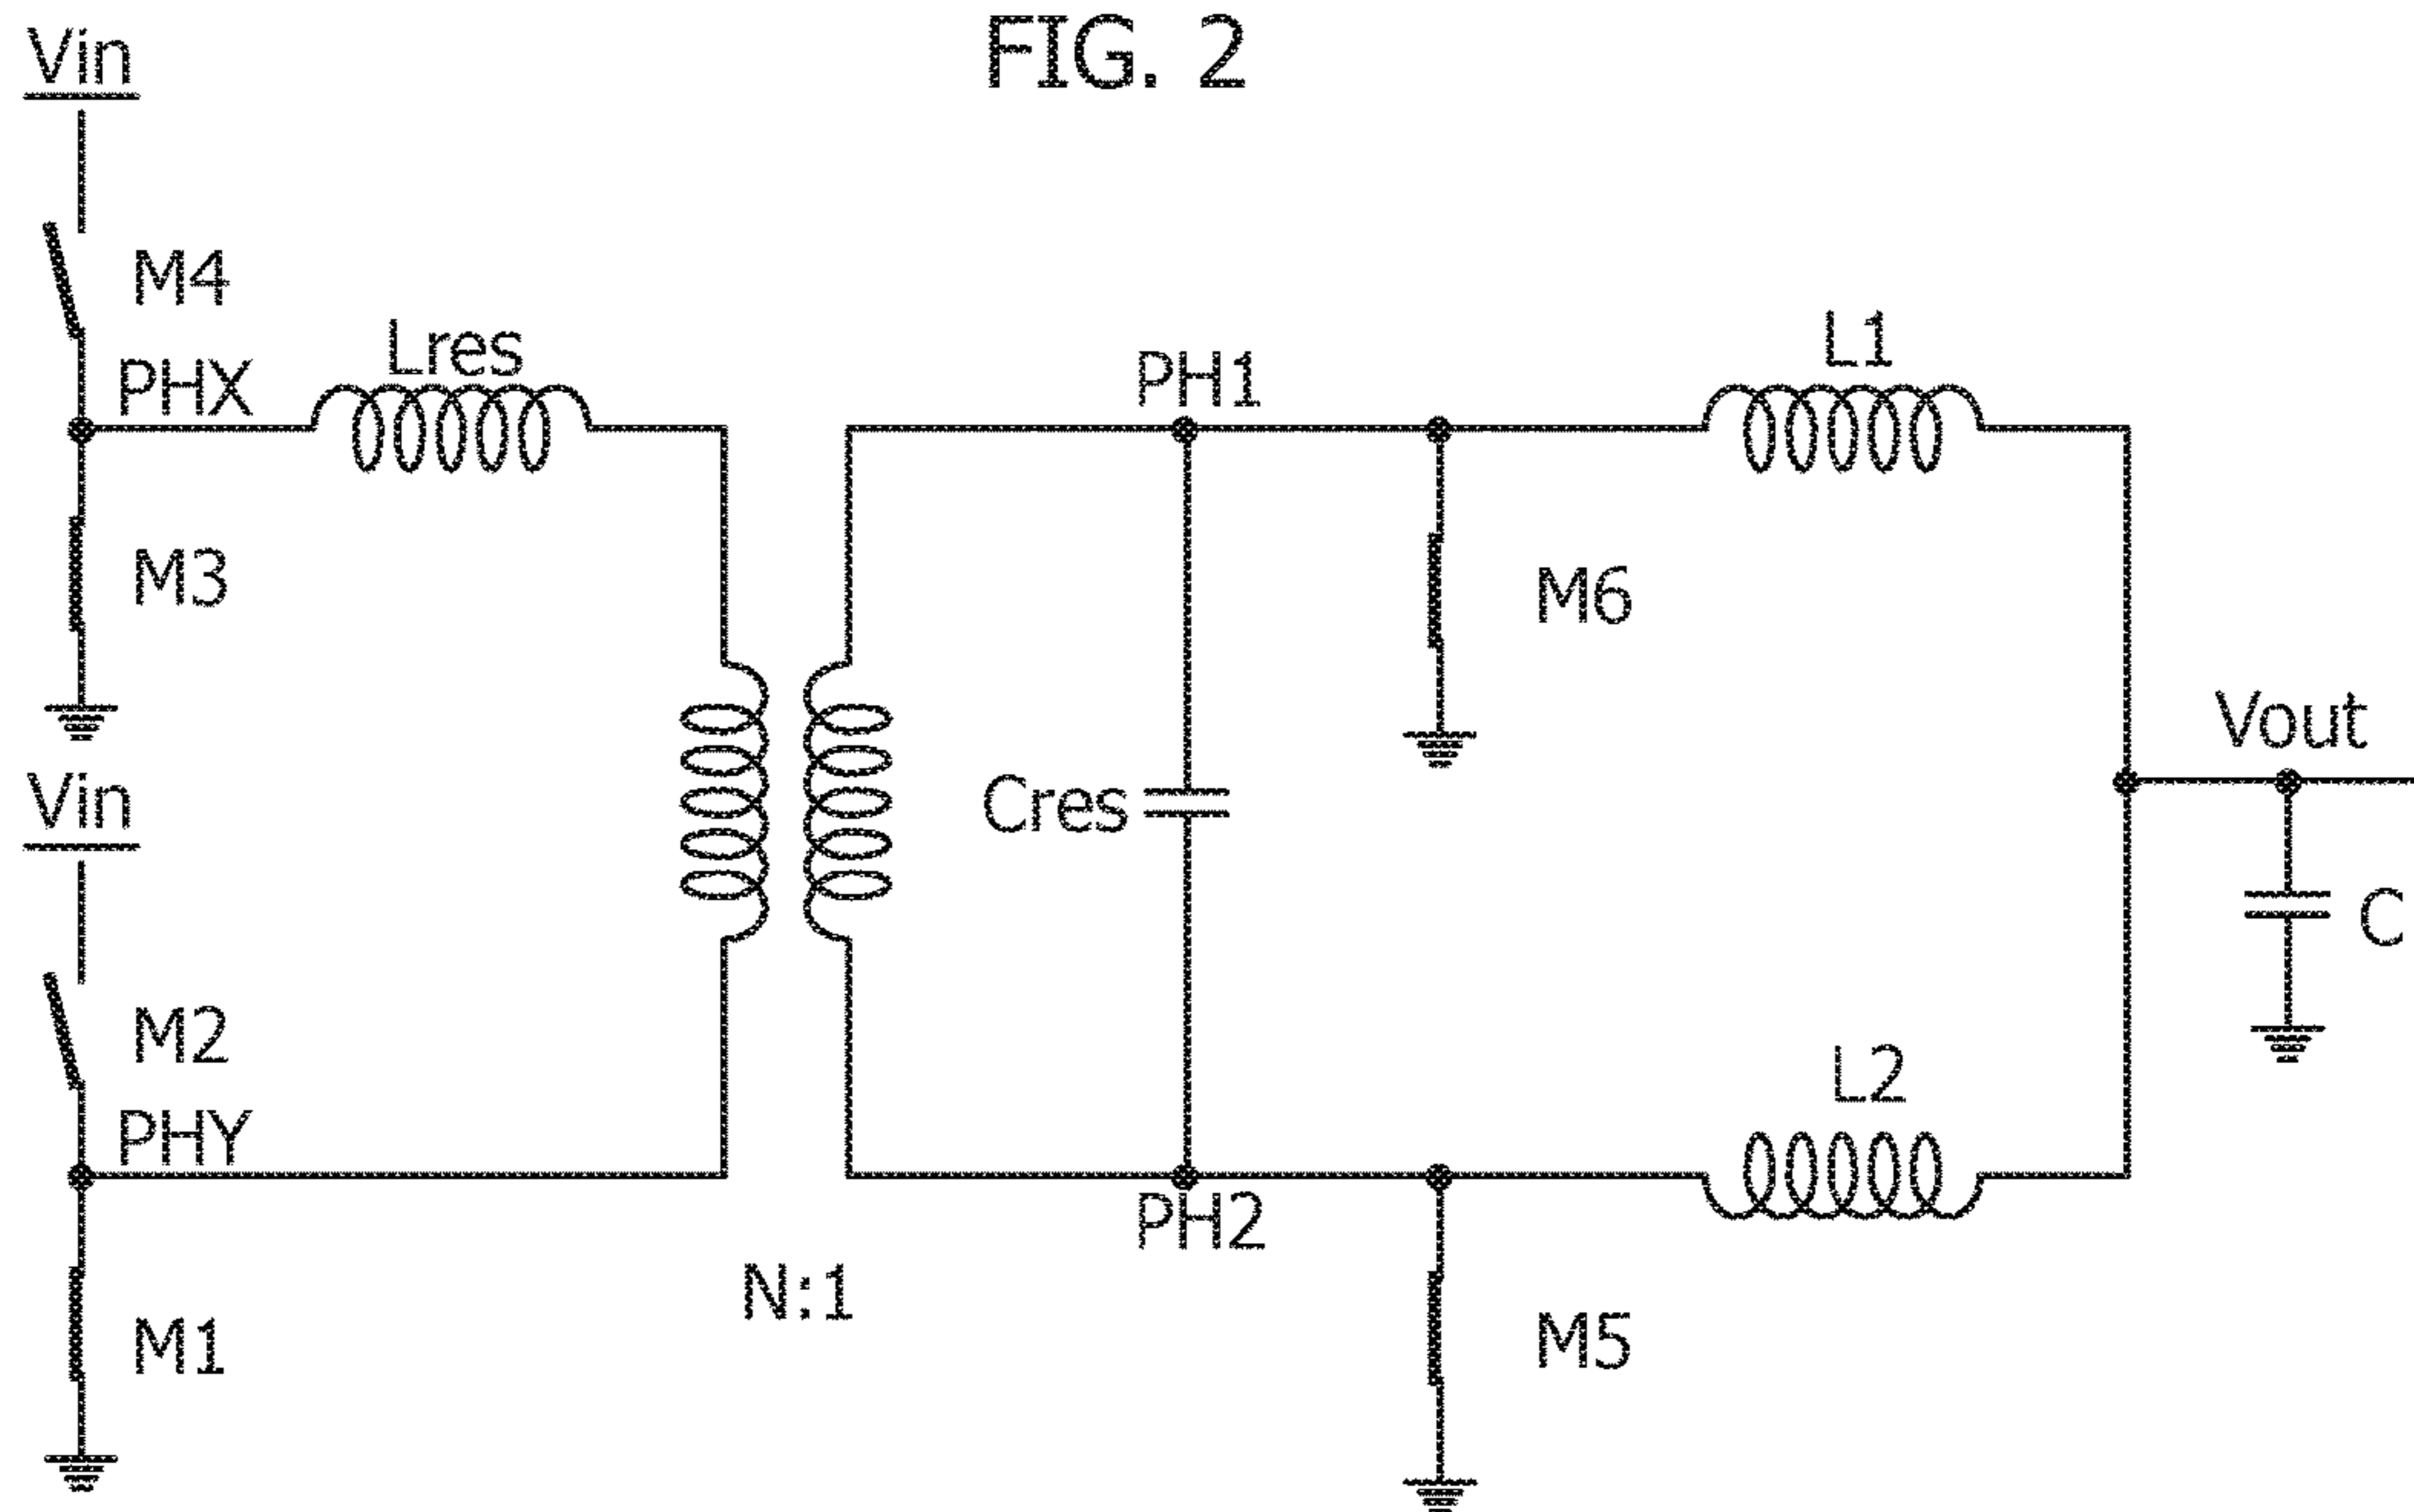 FIG. 2
Vin
M4
PHX
Lres
PH1
L1
M3
M6
Vin
Cres
Vout
C
M2
PHY
L2
PH2
N:1
M1
M5